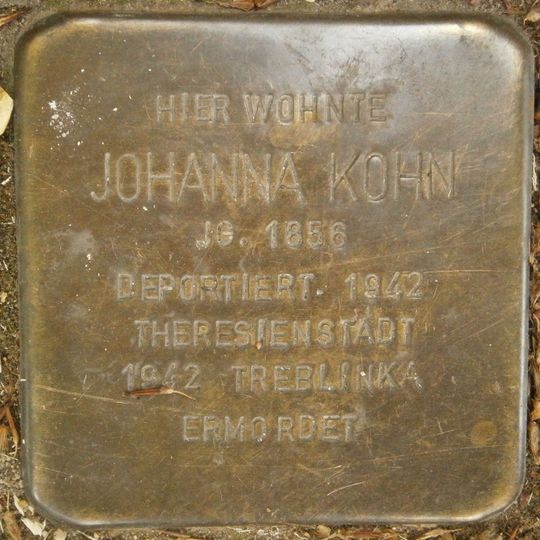 HIER WOHNTE
JOHANNA KOHN
JG. 1856
DEPORTIERT 1942
THERESIENSTADT
1942 TREBLINKA
ERMORDET